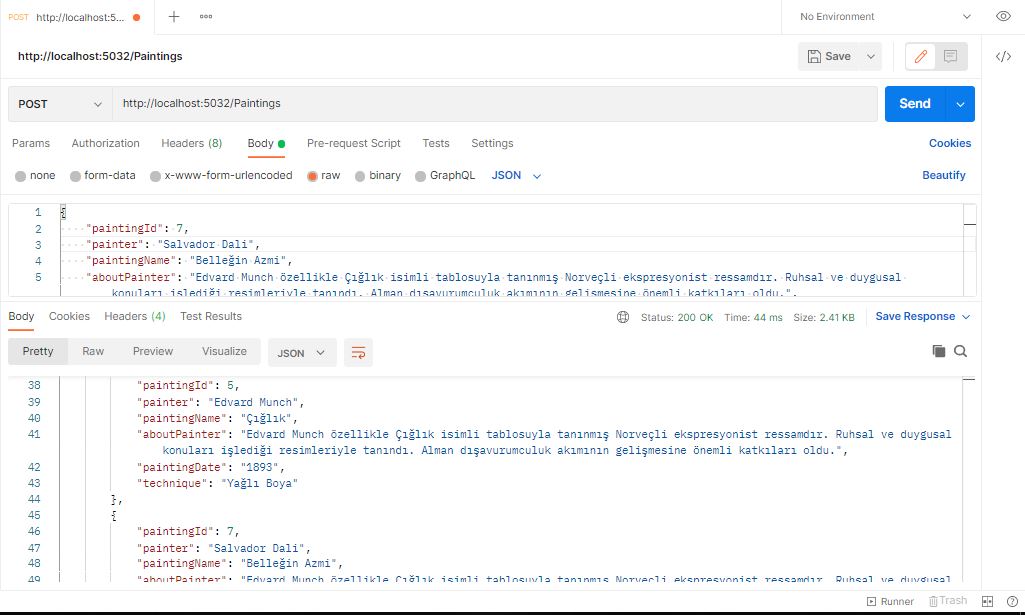 POST http://localhost:5... + ooo No Environment
http://localhost:5032/Paintings Save </>
POST http://localhost:5032/Paintings Send
Params Authorization Headers (8) Body Pre-request Script Tests Settings Cookies
none form-data x-www-form-urlencoded raw binary GraphQL JSON Beautify
1 {
2 ····"paintingId":·7,
3 ····"painter":·"Salvador·Dali",
4 ····"paintingName":·"Belleğin·Azmi",
5 ····"aboutPainter":·"Edvard·Munch·özellikle·Çığlık·isimli·tablosuyla·tanınmış·Norveçli·ekspresyonist·ressamdır.·Ruhsal·ve·duygusal·
konuları·işlediği·resimleriyle·tanındı.·Alman·dışavurumculuk·akımının·gelişmesine·önemli·katkıları·oldu.",
Body Cookies Headers (4) Test Results Status: 200 OK Time: 44 ms Size: 2.41 KB Save Response
Pretty Raw Preview Visualize JSON
38 "paintingId": 5,
39 "painter": "Edvard Munch",
40 "paintingName": "Çığlık",
41 "aboutPainter": "Edvard Munch özellikle Çığlık isimli tablosuyla tanınmış Norveçli ekspresyonist ressamdır. Ruhsal ve duygusal
konuları işlediği resimleriyle tanındı. Alman dışavurumculuk akımının gelişmesine önemli katkıları oldu.",
42 "paintingDate": "1893",
43 "technique": "Yağlı Boya"
44 },
45 {
46 "paintingId": 7,
47 "painter": "Salvador Dali",
48 "paintingName": "Belleğin Azmi",
49 "aboutPainter": "Edvard Munch özellikle Çığlık isimli tablosuyla tanınmış Norveçli ekspresyonist ressamdır. Ruhsal ve duygusal
Runner Trash